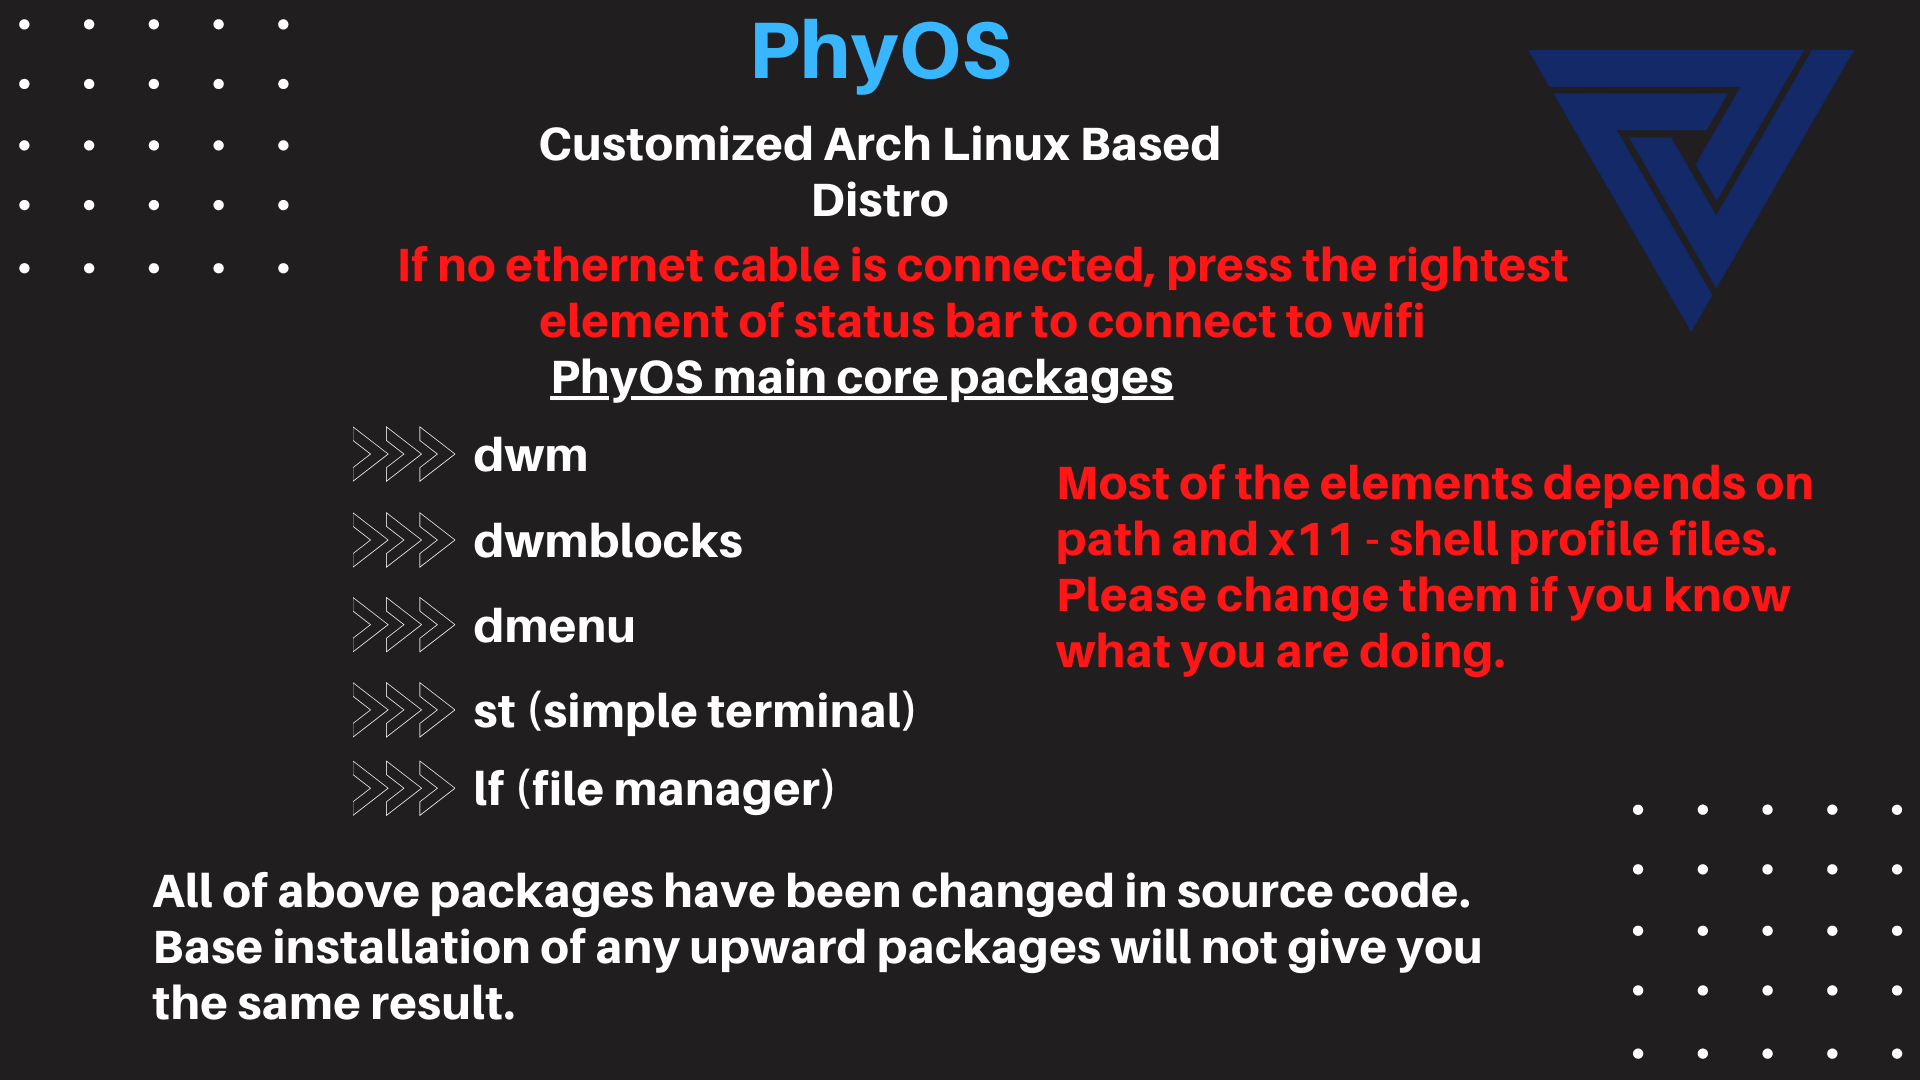 PhyOS
Customized Arch Linux Based
Distro
If no ethernet cable is connected, press the rightest
element of status bar to connect to wifi
PhyOS main core packages
dwm
dwmblocks
dmenu
st (simple terminal)
lf (file manager)
Most of the elements depends on
path and x11 - shell profile files.
Please change them if you know
what you are doing.
All of above packages have been changed in source code.
Base installation of any upward packages will not give you
the same result.